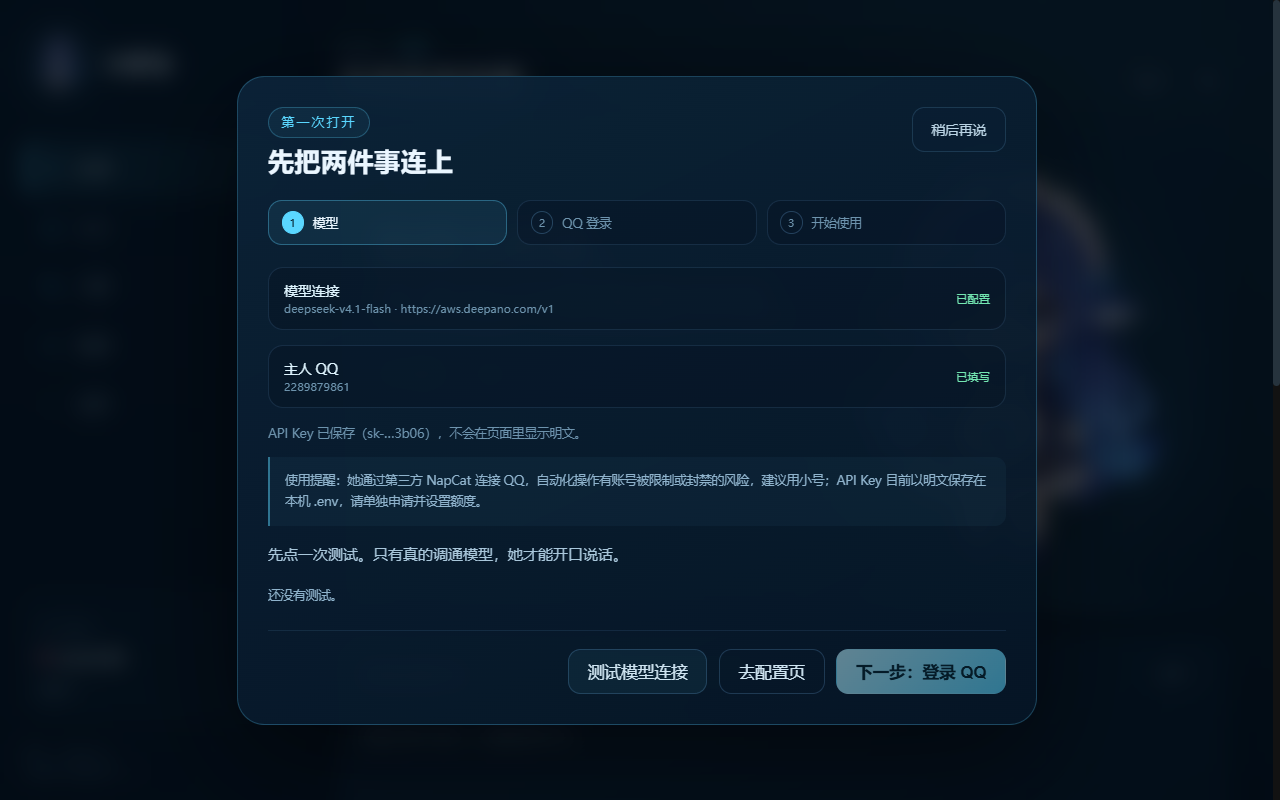 第一次打开
稍后再说
先把两件事连上
1 模型
2 QQ 登录
3 开始使用
模型连接
deepseek-v4.1-flash · https://aws.deepano.com/v1
已配置
主人 QQ
2289879861
已填写
API Key 已保存（sk-...3b06），不会在页面里显示明文。
使用提醒：她通过第三方 NapCat 连接 QQ，自动化操作有账号被限制或封禁的风险，建议用小号；API Key 目前以明文保存在
本机 .env，请单独申请并设置额度。
先点一次测试。只有真的调通模型，她才能开口说话。
还没有测试。
测试模型连接
去配置页
下一步：登录 QQ